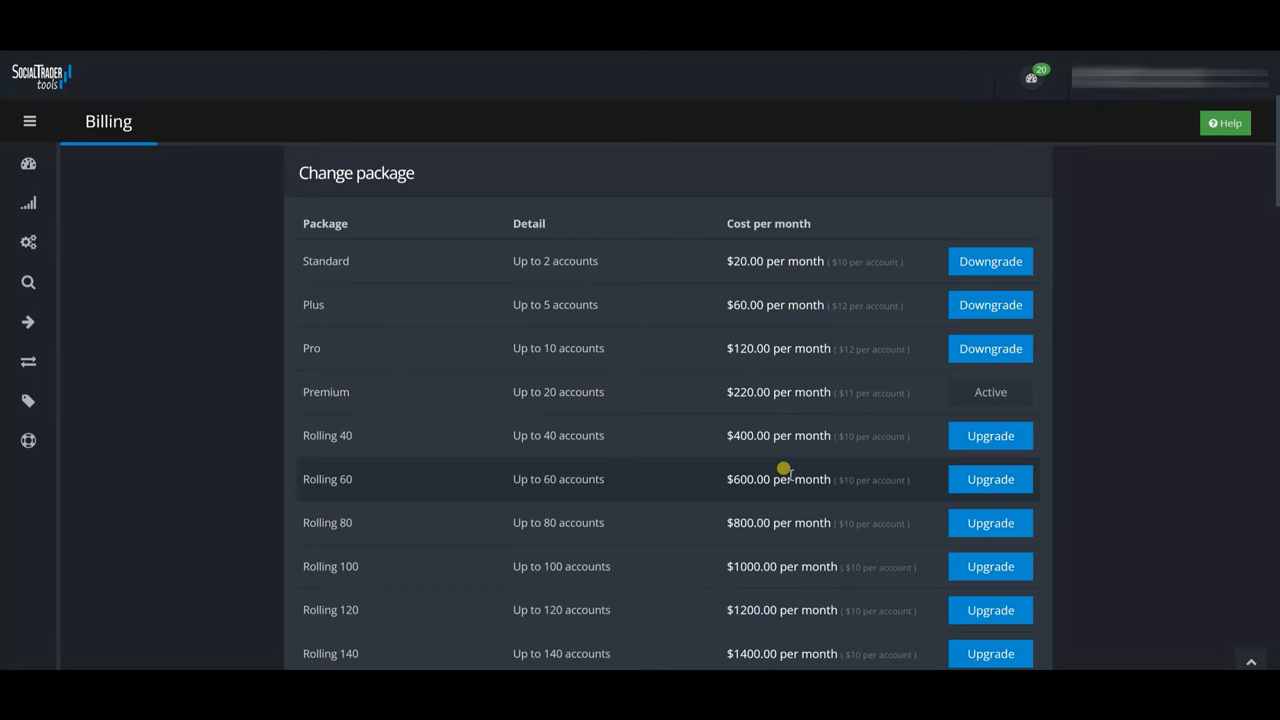 SOCIALTRADER
tools
20
Billing
Help
Change package
Package Detail Cost per month
Standard Up to 2 accounts $20.00 per month ( $10 per account ) Downgrade
Plus Up to 5 accounts $60.00 per month ( $12 per account ) Downgrade
Pro Up to 10 accounts $120.00 per month ( $12 per account ) Downgrade
Premium Up to 20 accounts $220.00 per month ( $11 per account ) Active
Rolling 40 Up to 40 accounts $400.00 per month ( $10 per account ) Upgrade
Rolling 60 Up to 60 accounts $600.00 per month ( $10 per account ) Upgrade
Rolling 80 Up to 80 accounts $800.00 per month ( $10 per account ) Upgrade
Rolling 100 Up to 100 accounts $1000.00 per month ( $10 per account ) Upgrade
Rolling 120 Up to 120 accounts $1200.00 per month ( $10 per account ) Upgrade
Rolling 140 Up to 140 accounts $1400.00 per month ( $10 per account ) Upgrade